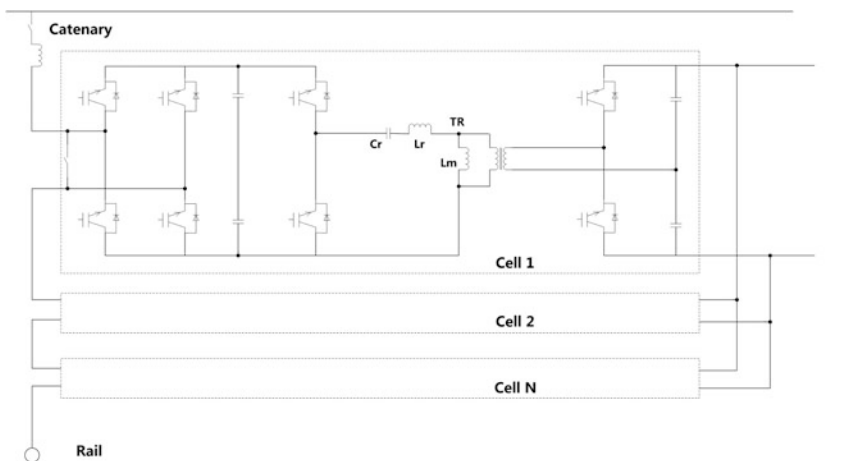 Catenary
TR
Cr
Lr
Lm
Cell 1
Cell 2
Cell N
Rail